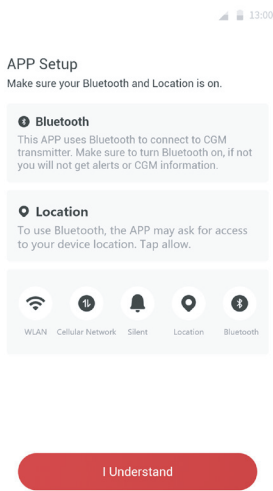 13:00
APP Setup
Make sure your Bluetooth and Location is on.
Bluetooth
This APP uses Bluetooth to connect to CGM
transmitter. Make sure to turn Bluetooth on, if not
you will not get alerts or CGM information.
Location
To use Bluetooth, the APP may ask for access
to your device location. Tap allow.
WLAN Cellular Network Silent Location Bluetooth
I Understand